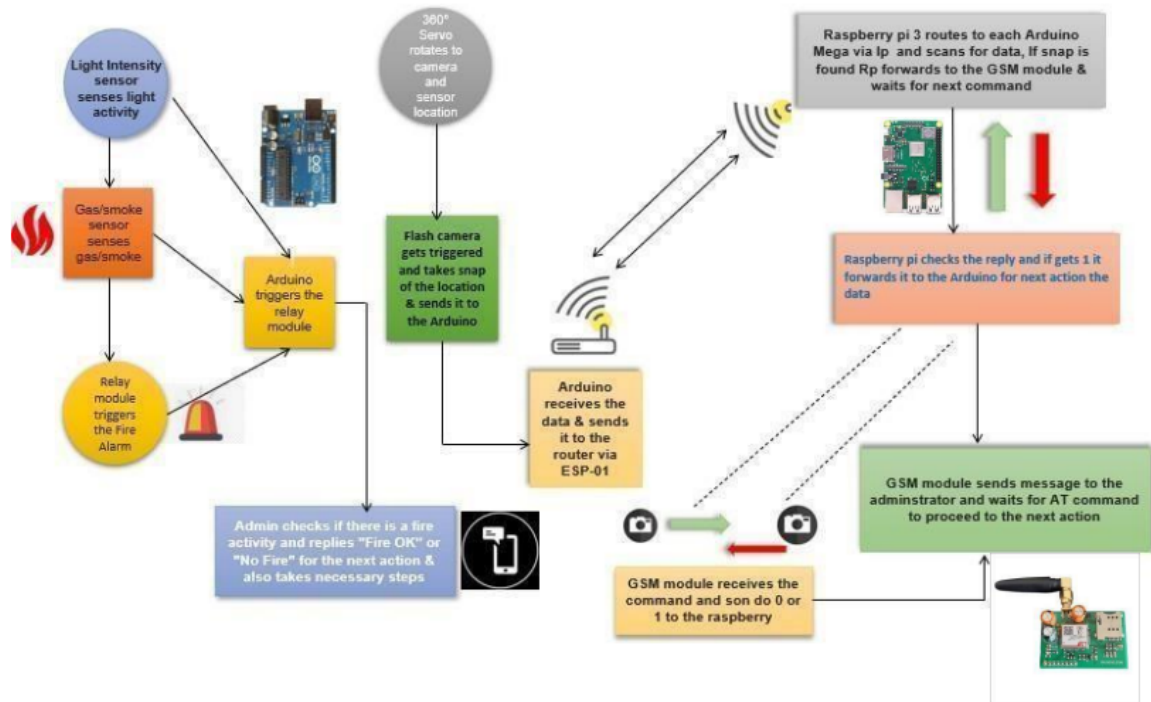 Light Intensity
sensor
senses light
activity
Gas/smoke
sensor
senses
gas/smoke
Relay
module
triggers
the Fire
Alarm
Arduino
triggers the
relay
module
Admin checks if there is a fire
activity and replies "Fire OK" or
"No Fire" for the next action &
also takes necessary steps
360°
Servo
rotates to
camera
and
sensor
location
Flash camera
gets triggered
and takes snap
of the location
& sends it to
the Arduino
Arduino
receives the
data & sends
it to the
router via
ESP-01
Raspberry pi 3 routes to each Arduino
Mega via Ip and scans for data, If snap is
found Rp forwards to the GSM module &
waits for next command
Raspberry pi checks the reply and if gets 1 it
forwards it to the Arduino for next action the
data
GSM module sends message to the
adminstrator and waits for AT command
to proceed to the next action
GSM module receives the
command and son do 0 or
1 to the raspberry